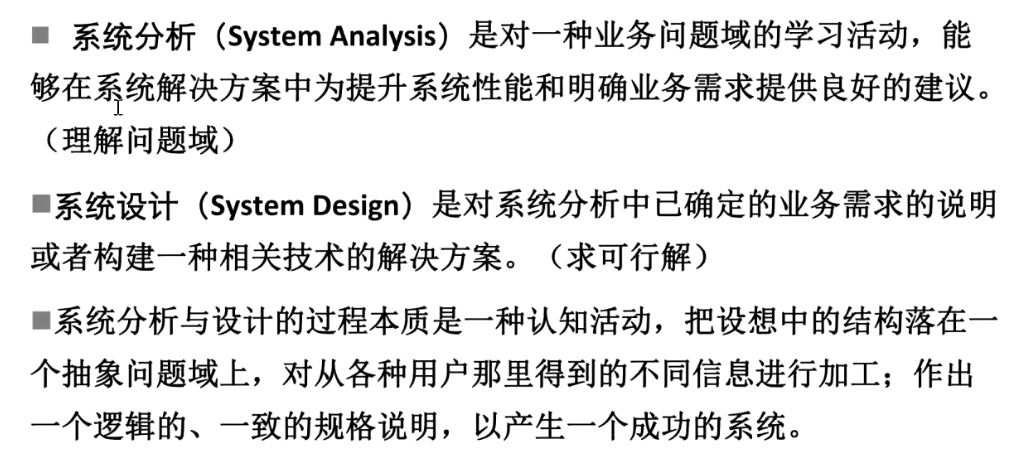 ■ 系统分析（System Analysis）是对一种业务问题域的学习活动，能
够在系统解决方案中为提升系统性能和明确业务需求提供良好的建议。
（理解问题域）
■系统设计（System Design）是对系统分析中已确定的业务需求的说明
或者构建一种相关技术的解决方案。（求可行解）
■系统分析与设计的过程本质是一种认知活动，把设想中的结构落在一
个抽象问题域上，对从各种用户那里得到的不同信息进行加工；作出
一个逻辑的、一致的规格说明，以产生一个成功的系统。